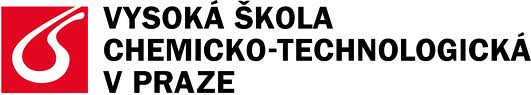 VYSOKÁ ŠKOLA
CHEMICKO-TECHNOLOGICKÁ
V PRAZE